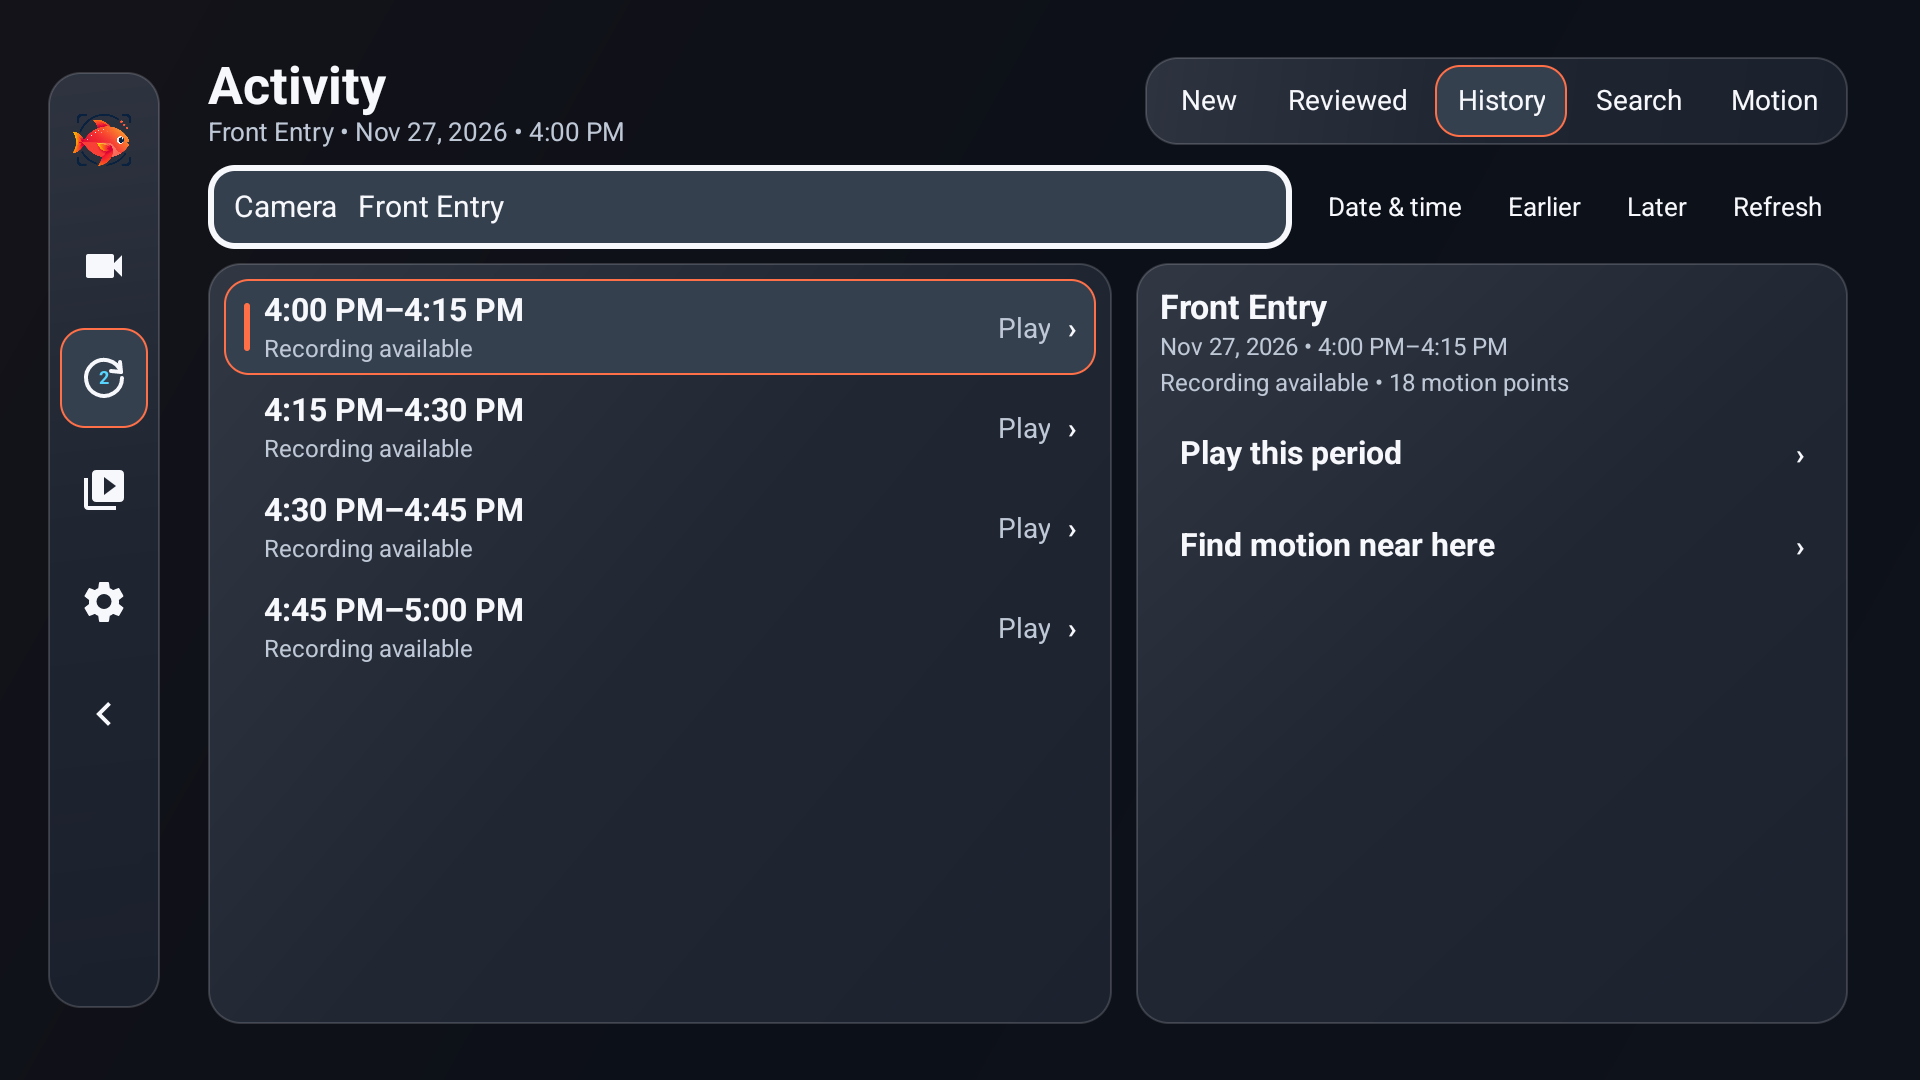 Activity
Front Entry • Nov 27, 2026 • 4:00 PM
New Reviewed History Search Motion
Camera Front Entry
Date & time Earlier Later Refresh
2
4:00 PM–4:15 PM
Recording available
Play ›
4:15 PM–4:30 PM
Recording available
Play ›
4:30 PM–4:45 PM
Recording available
Play ›
4:45 PM–5:00 PM
Recording available
Play ›
Front Entry
Nov 27, 2026 • 4:00 PM–4:15 PM
Recording available • 18 motion points
Play this period ›
Find motion near here ›